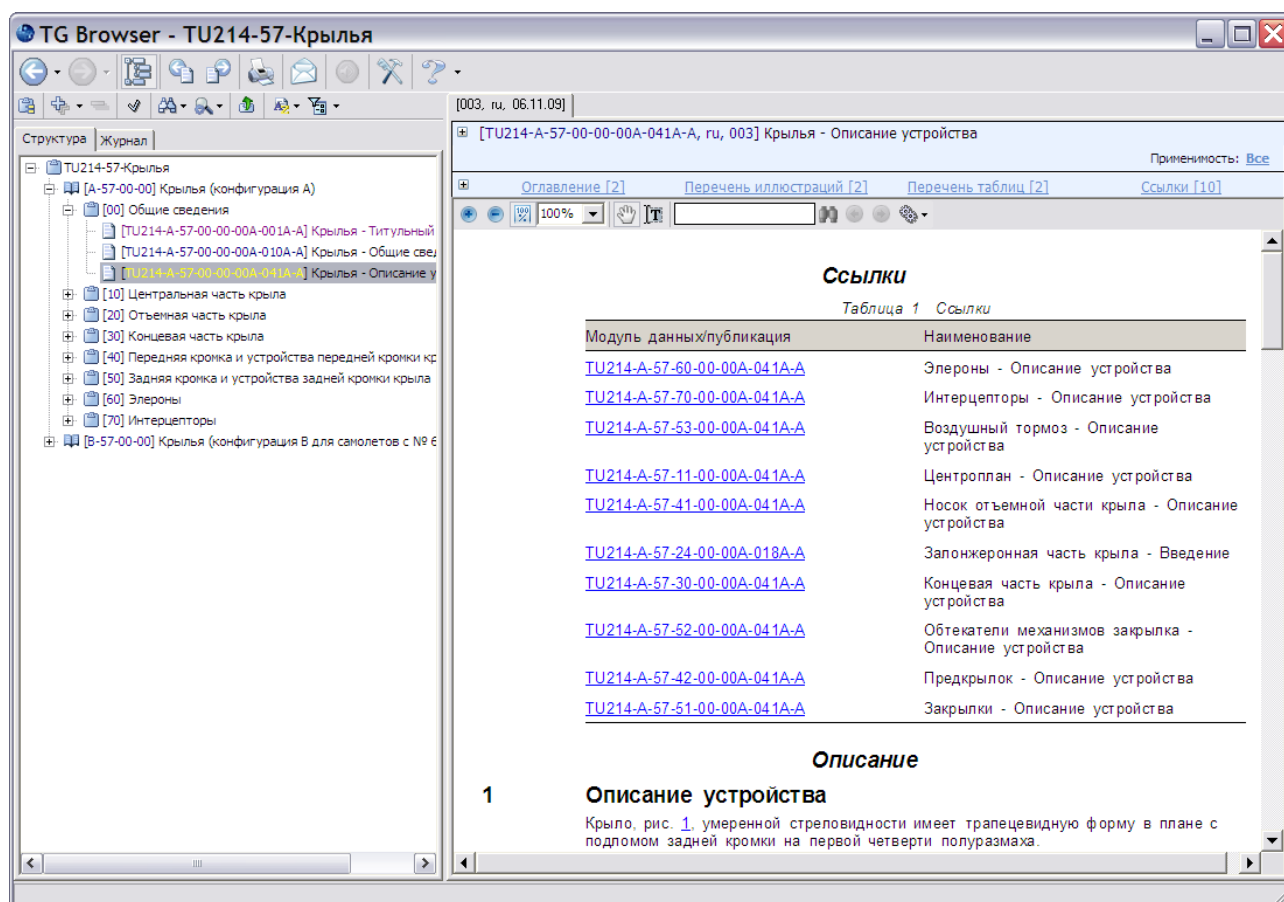 TG Browser - TU214-57-Крылья
[003, ru, 06.11.09]
Структура Журнал
TU214-57-Крылья
[A-57-00-00] Крылья (конфигурация А)
[00] Общие сведения
[TU214-A-57-00-00-00A-001A-A] Крылья - Титульный
[TU214-A-57-00-00-00A-010A-A] Крылья - Общие све
[TU214-A-57-00-00-00A-041A-A] Крылья - Описание у
[10] Центральная часть крыла
[20] Отъемная часть крыла
[30] Концевая часть крыла
[40] Передняя кромка и устройства передней кромки кр
[50] Задняя кромка и устройства задней кромки крыла
[60] Элероны
[70] Интерцепторы
[B-57-00-00] Крылья (конфигурация В для самолетов с № 6
[TU214-A-57-00-00-00A-041A-A, ru, 003] Крылья - Описание устройства
Применимость: Все
Оглавление [2] Перечень иллюстраций [2] Перечень таблиц [2] Ссылки [10]
100%
Ссылки
Таблица 1 Ссылки
Модуль данных/публикация Наименование
TU214-A-57-60-00-00A-041A-A Элероны - Описание устройства
TU214-A-57-70-00-00A-041A-A Интерцепторы - Описание устройства
TU214-A-57-53-00-00A-041A-A Воздушный тормоз - Описание
устройства
TU214-A-57-11-00-00A-041A-A Центроплан - Описание устройства
TU214-A-57-41-00-00A-041A-A Носок отъемной части крыла - Описание
устройства
TU214-A-57-24-00-00A-018A-A Залонжеронная часть крыла - Введение
TU214-A-57-30-00-00A-041A-A Концевая часть крыла - Описание
устройства
TU214-A-57-52-00-00A-041A-A Обтекатели механизмов закрылка -
Описание устройства
TU214-A-57-42-00-00A-041A-A Предкрылок - Описание устройства
TU214-A-57-51-00-00A-041A-A Закрылки - Описание устройства
Описание
1 Описание устройства
Крыло, рис. 1, умеренной стреловидности имеет трапецевидную форму в плане с
подломом задней кромки на первой четверти полуразмаха.